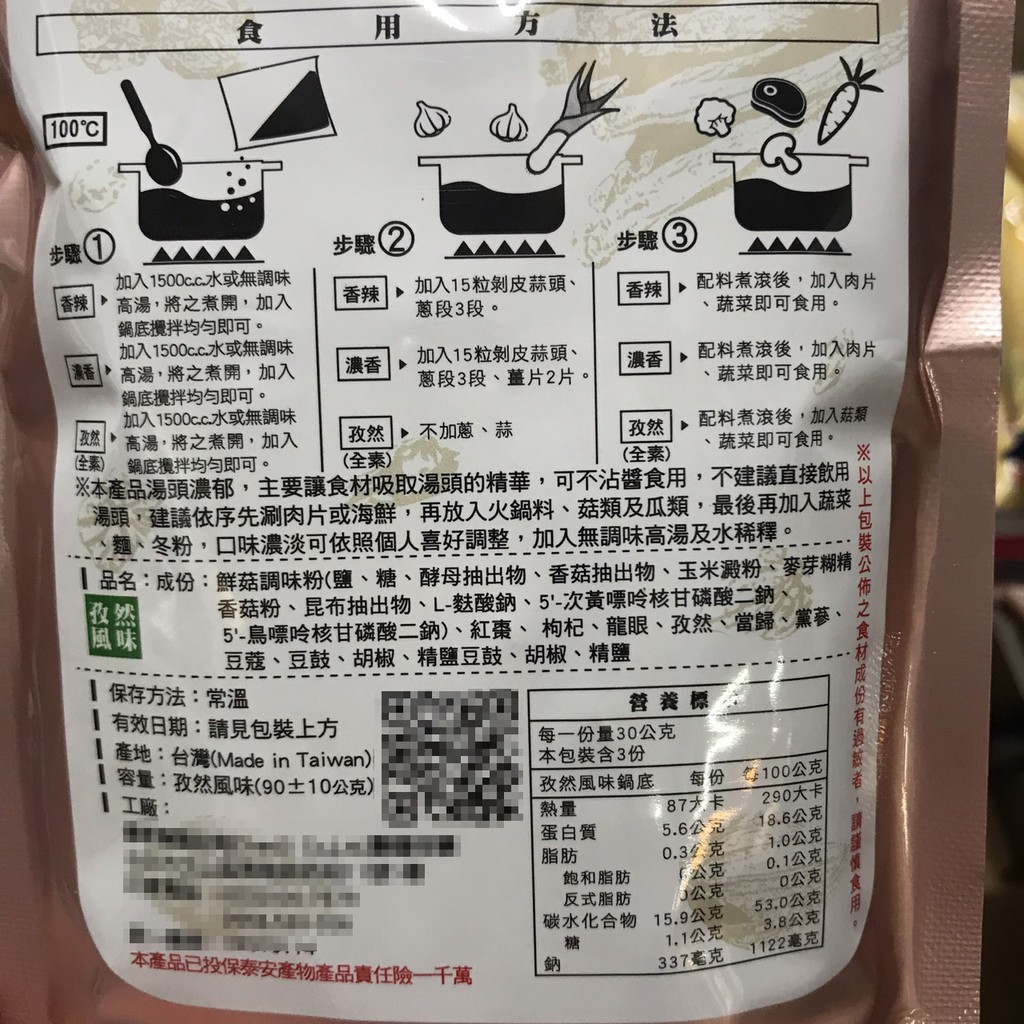 食用方法
100℃
步驟①
香辣 加入1500c.c.水或無調味
高湯，將之煮開，加入
鍋底攪拌均勻即可。
濃香 加入1500c.c.水或無調味
高湯，將之煮開，加入
鍋底攪拌均勻即可。
孜然 加入1500c.c.水或無調味
(全素) 高湯，將之煮開，加入
鍋底攪拌均勻即可。
步驟②
香辣 加入15粒剝皮蒜頭、
蔥段3段。
濃香 加入15粒剝皮蒜頭、
蔥段3段、薑片2片。
孜然 不加蔥、蒜
(全素)
步驟③
香辣 配料煮滾後，加入肉片
、蔬菜即可食用。
濃香 配料煮滾後，加入肉片
、蔬菜即可食用。
孜然 配料煮滾後，加入菇類
(全素) 、蔬菜即可食用。
※本產品湯頭濃郁，主要讓食材吸取湯頭的精華，可不沾醬食用，不建議直接飲用
湯頭，建議依序先涮肉片或海鮮，再放入火鍋料、菇類及瓜類，最後再加入蔬菜
、麵、冬粉，口味濃淡可依照個人喜好調整，加入無調味高湯及水稀釋。
品名：成份：鮮菇調味粉(鹽、糖、酵母抽出物、香菇抽出物、玉米澱粉、麥芽糊精
孜然 香菇粉、昆布抽出物、L-麩酸鈉、5'-次黃嘌呤核甘磷酸二鈉、
風味 5'-鳥嘌呤核甘磷酸二鈉)、紅棗、枸杞、龍眼、孜然、當歸、黨蔘、
豆蔻、豆鼓、胡椒、精鹽豆鼓、胡椒、精鹽
保存方法：常溫
有效日期：請見包裝上方
產地：台灣(Made in Taiwan)
容量：孜然風味(90±10公克)
工廠：
本產品已投保泰安產物產品責任險一千萬
營養標
每一份量30公克
本包裝含3份
孜然風味鍋底 每份 每100公克
熱量 87大卡 290大卡
蛋白質 5.6公克 18.6公克
脂肪 0.3公克 1.0公克
飽和脂肪 0公克 0.1公克
反式脂肪 0公克 0公克
碳水化合物 15.9公克 53.0公克
糖 1.1公克 3.8公克
鈉 337毫克 1122毫克
※以上包裝公佈之食材成份有過敏者，請謹慎食用。